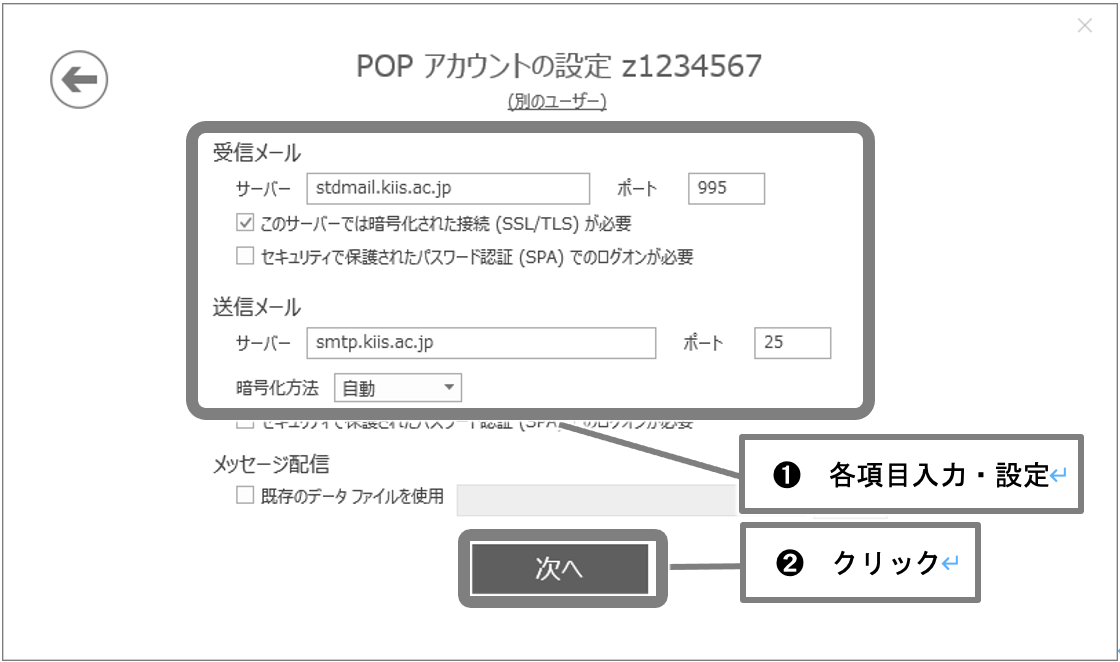 POP アカウントの設定 z1234567
(別のユーザー)
受信メール
サーバー stdmail.kiis.ac.jp ポート 995
このサーバーでは暗号化された接続 (SSL/TLS) が必要
セキュリティで保護されたパスワード認証 (SPA) でのログオンが必要
送信メール
サーバー smtp.kiis.ac.jp ポート 25
暗号化方法 自動
セキュリティで保護されたパスワード認証 (SPA) でのログオンが必要
メッセージ配信
❶ 各項目入力・設定↵
既存のデータ ファイルを使用
次へ
❷ クリック↵